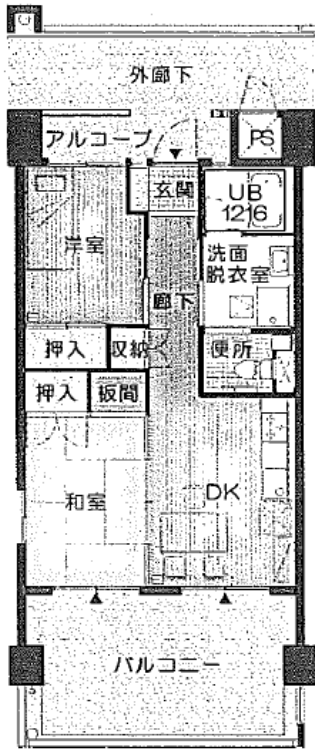 外廊下
アルコーブ
PS
玄関
UB
1216
洋室
洗面
脱衣室
廊下
押入
収納
便所
押入
板間
和室
DK
バルコニー